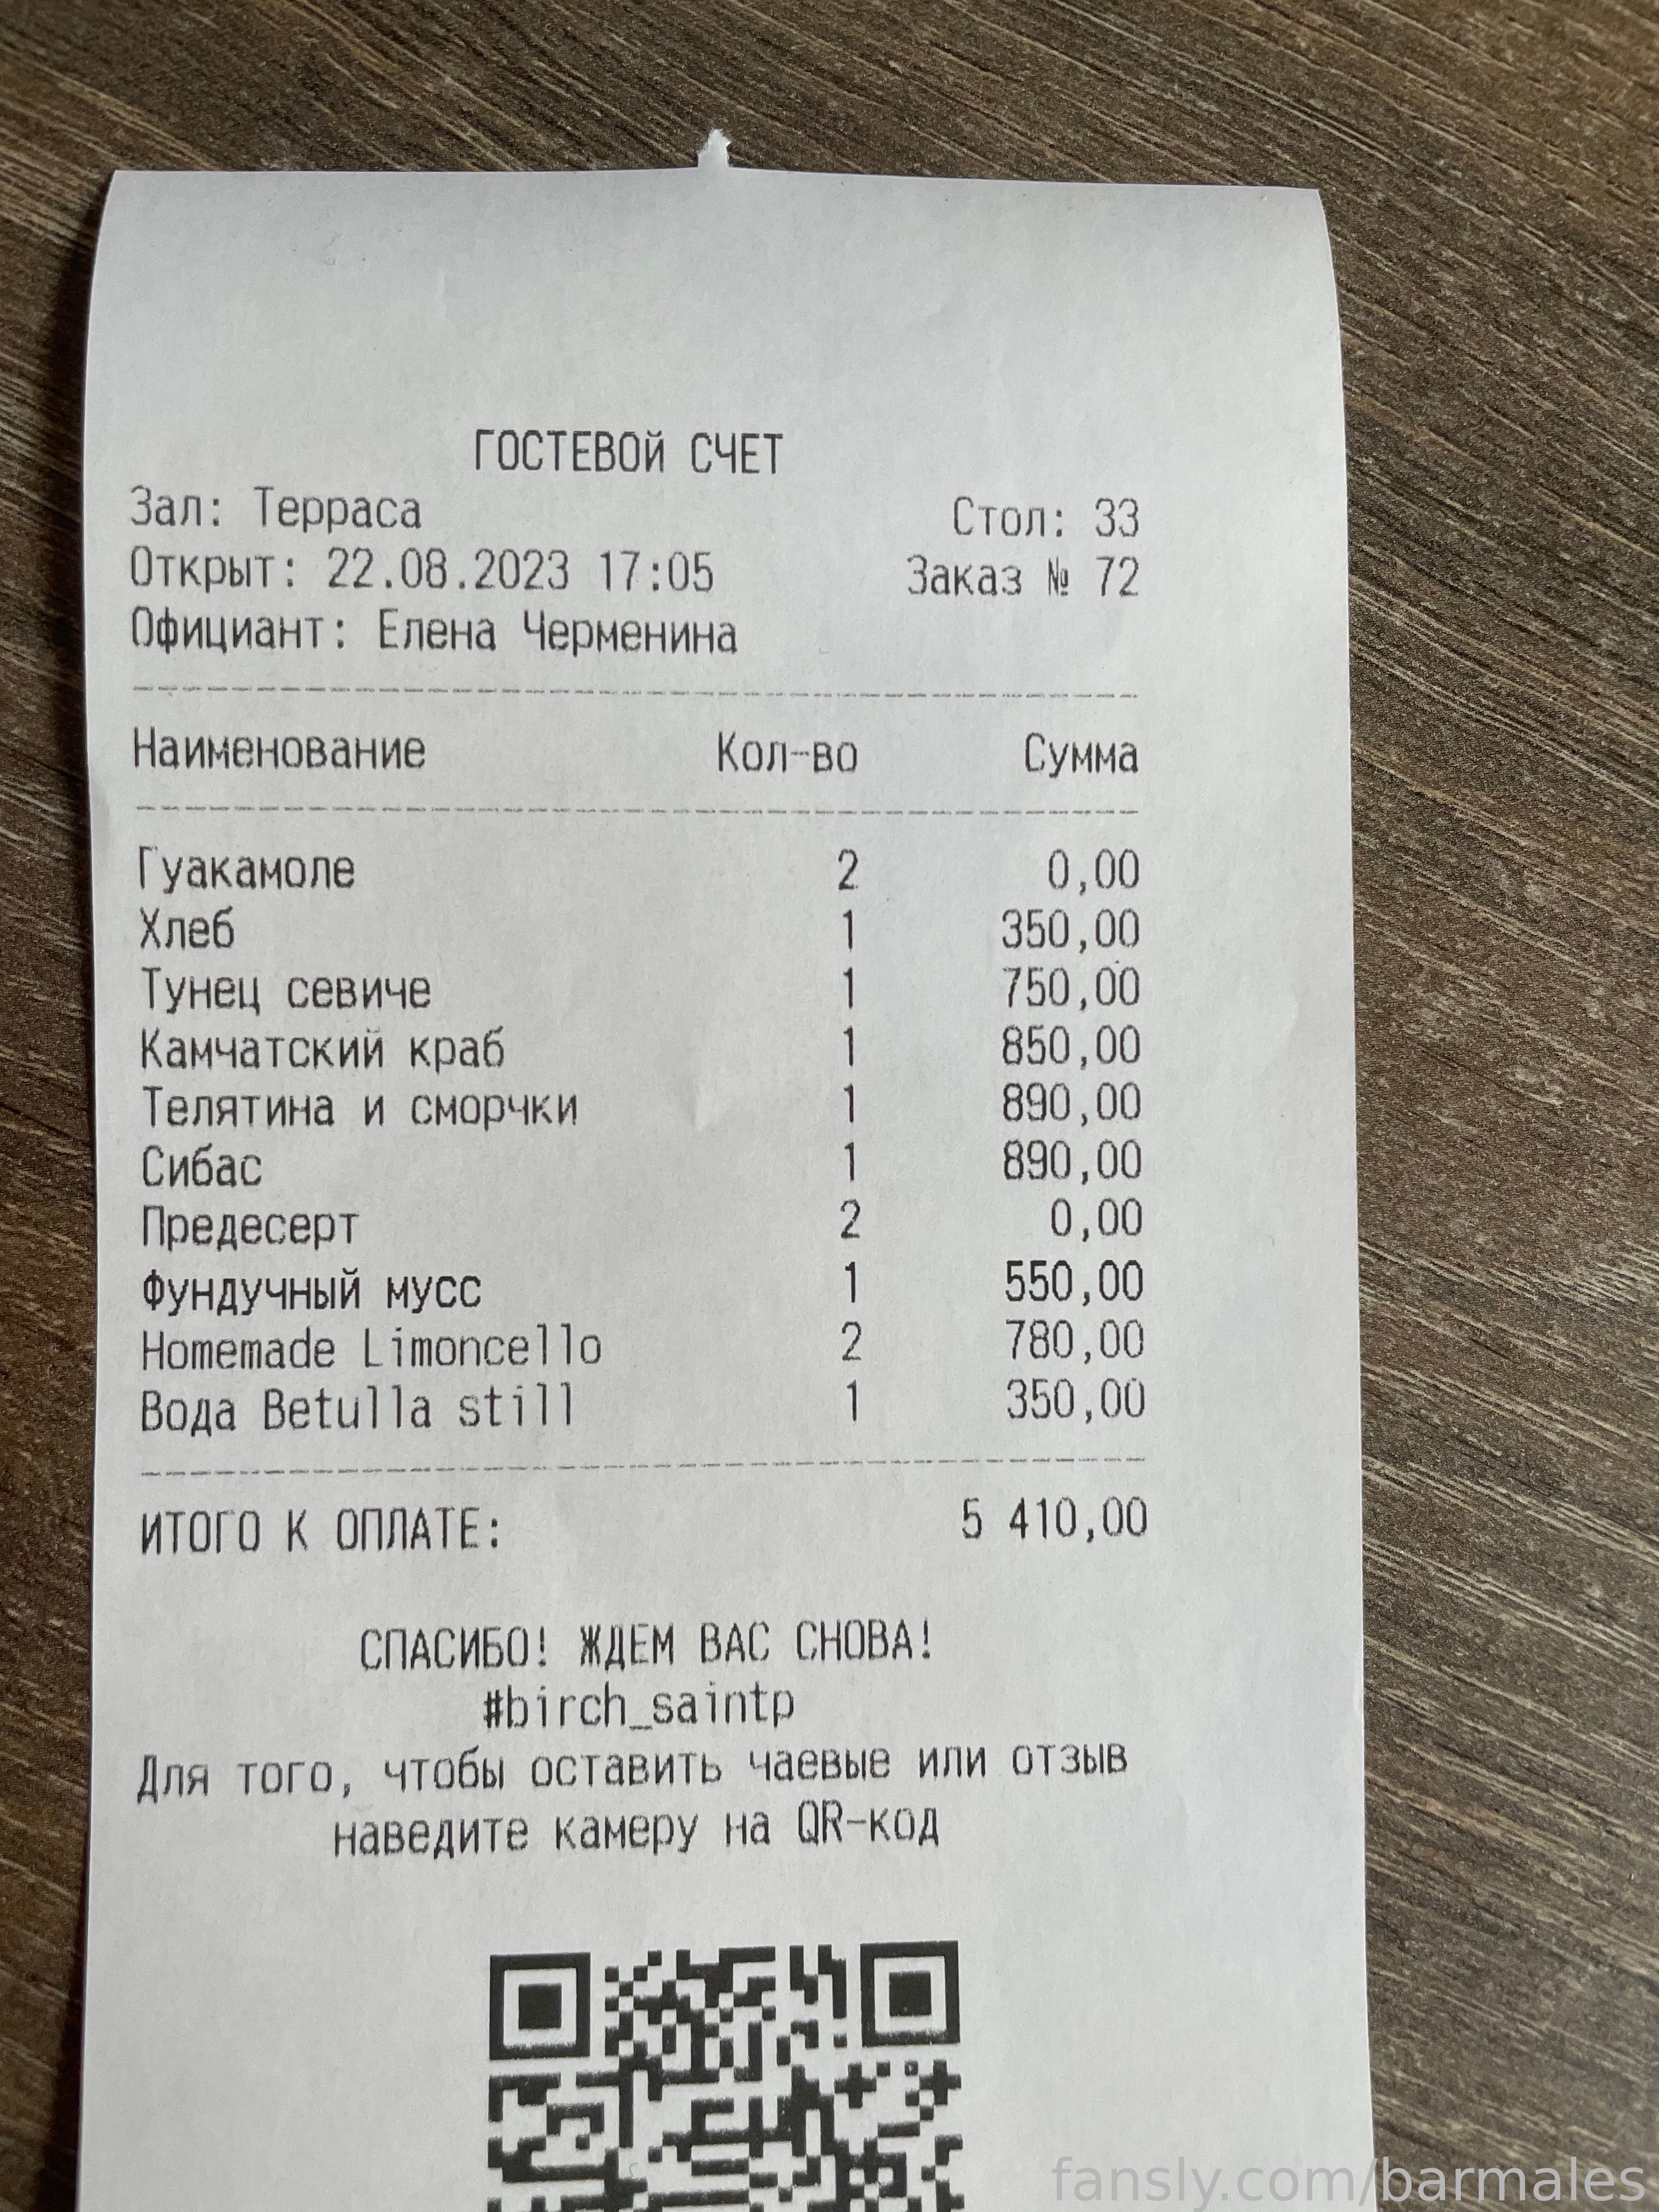 ГОСТЕВОЙ СЧЕТ
Зал: Терраса Стол: 33
Открыт: 22.08.2023 17:05 Заказ № 72
Официант: Елена Черменина
Наименование Кол-во Сумма
Гуакамоле 2 0,00
Хлеб 1 350,00
Тунец севиче 1 750,00
Камчатский краб 1 850,00
Телятина и сморчки 1 890,00
Сибас 1 890,00
Предесерт 2 0,00
Фундучный мусс 1 550,00
Homemade Limoncello 2 780,00
Вода Betulla still 1 350,00
ИТОГО К ОПЛАТЕ: 5 410,00
СПАСИБО! ЖДЕМ ВАС СНОВА!
#birch_saintp
Для того, чтобы оставить чаевые или отзыв
наведите камеру на QR-код
fansly.com/barmales